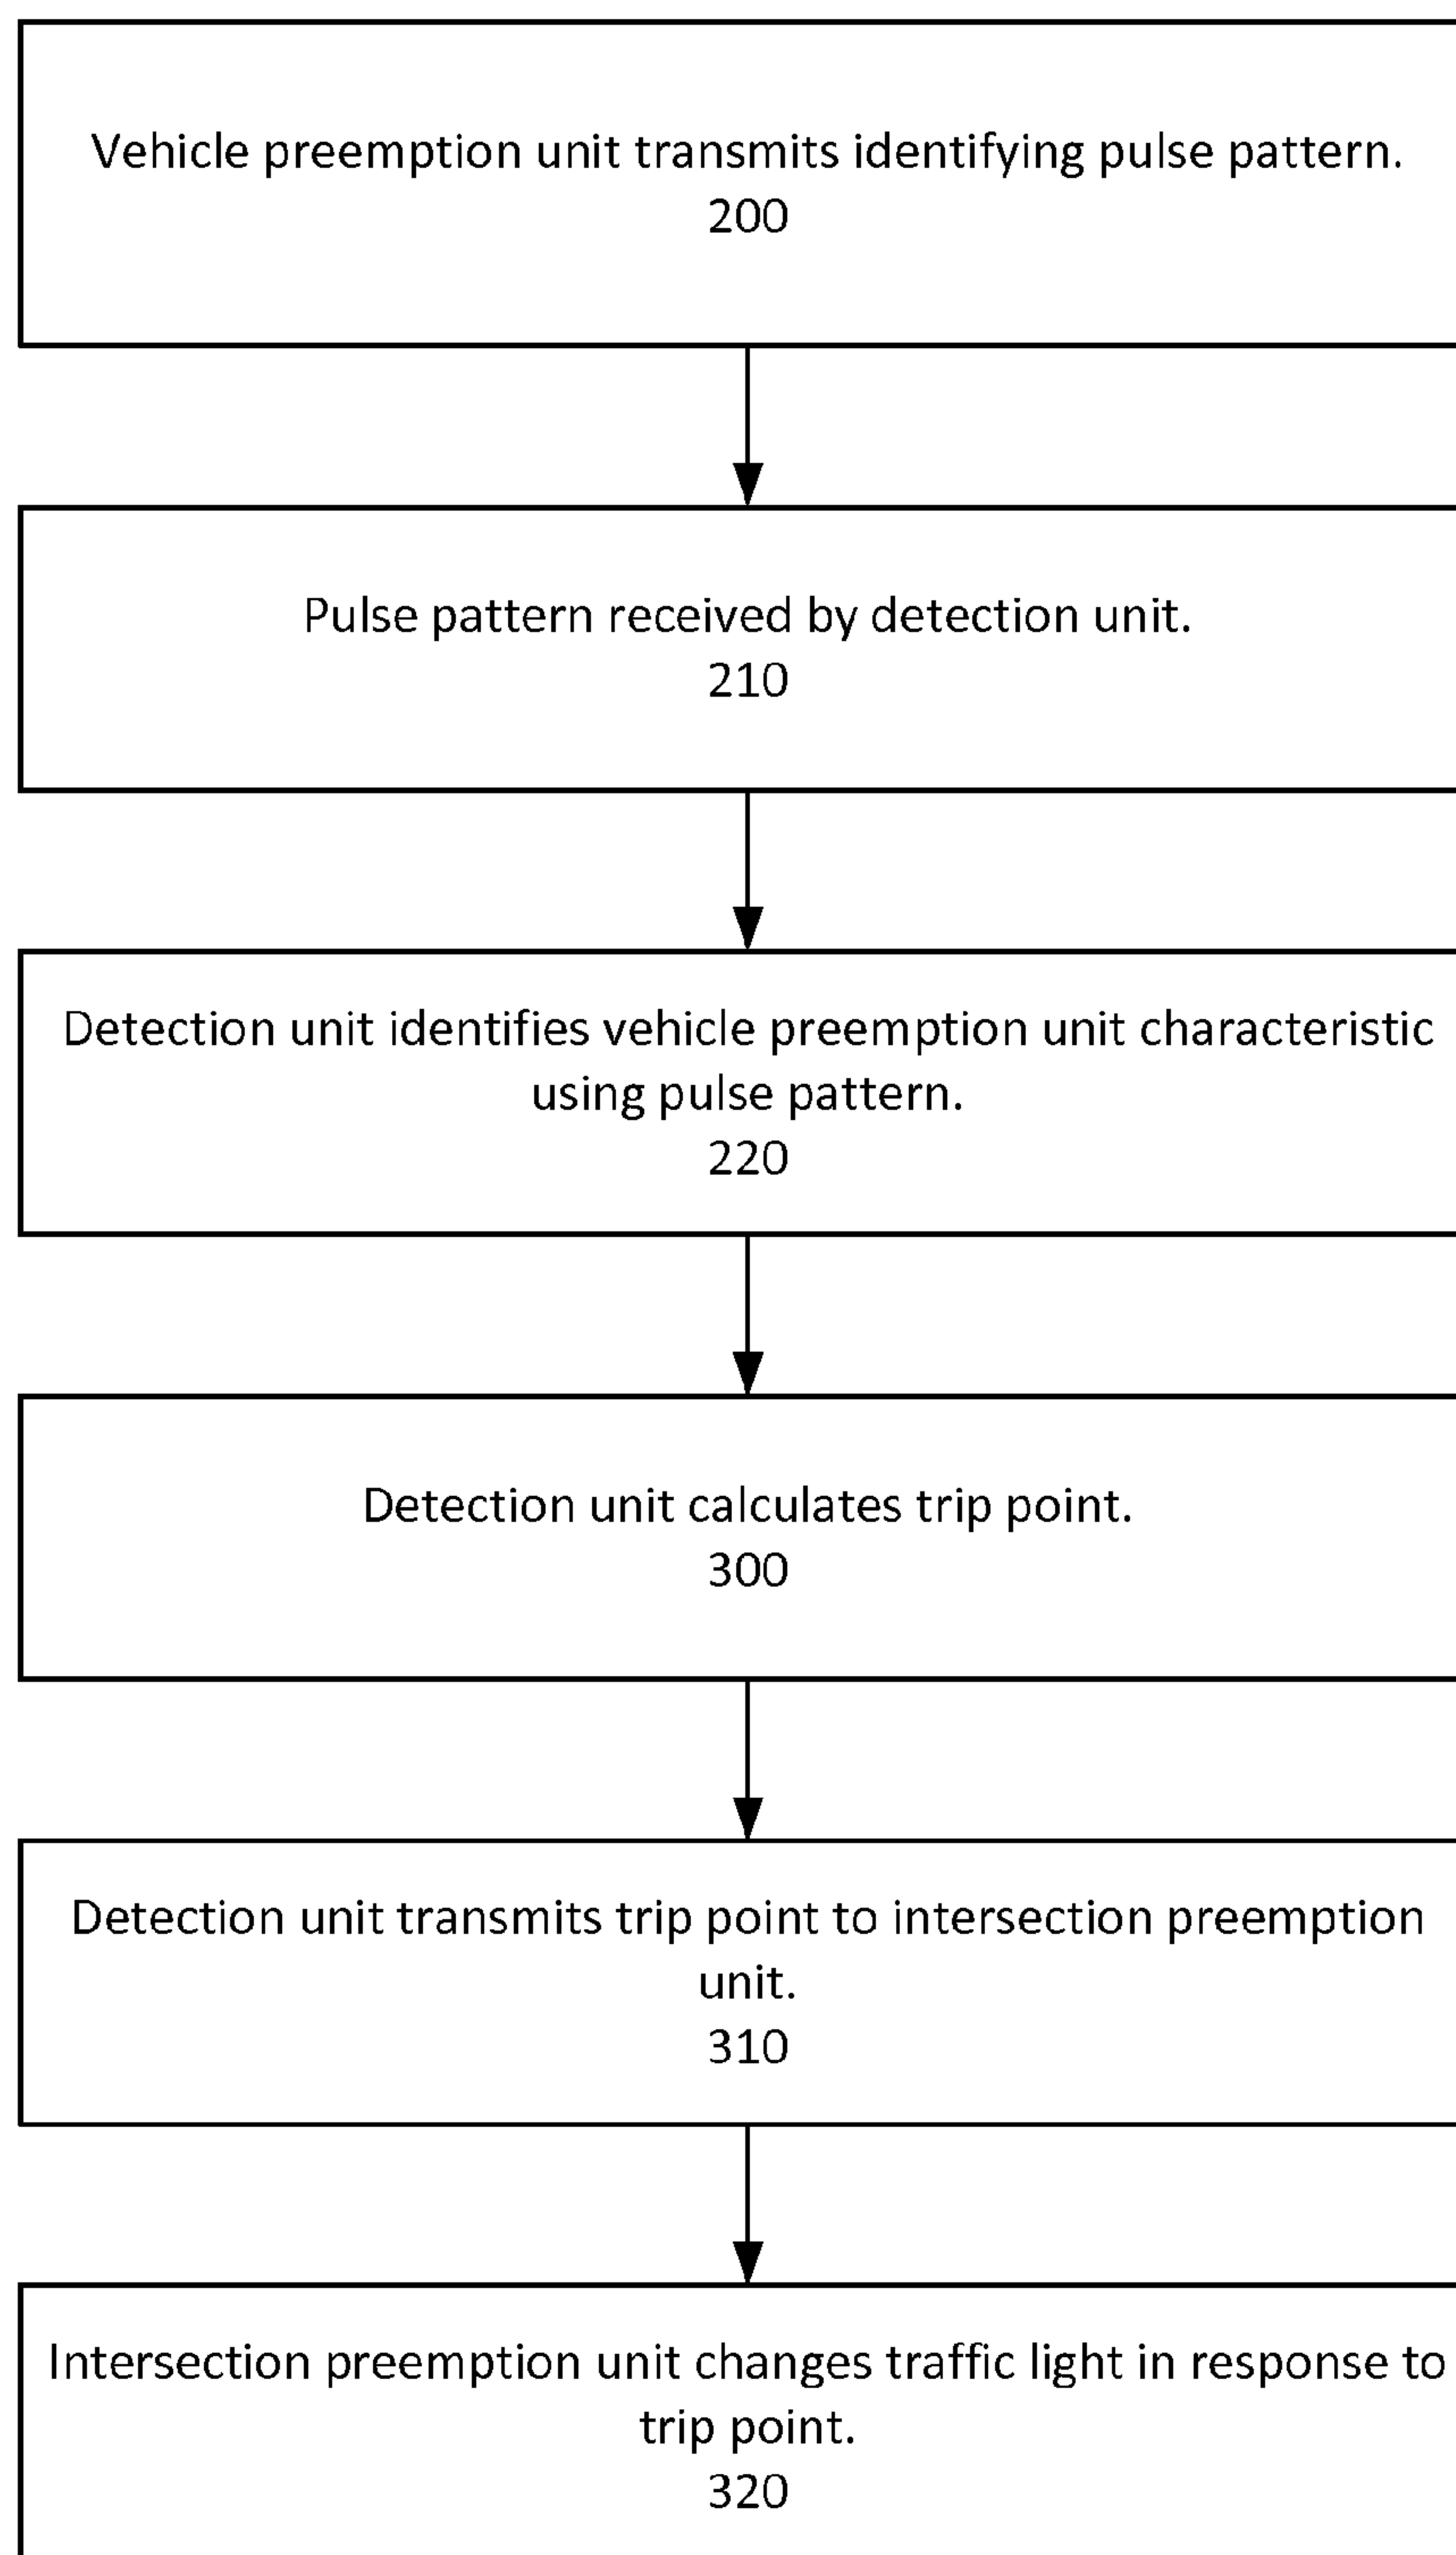 Vehicle preemption unit transmits identifying pulse pattern.
200
Pulse pattern received by detection unit.
210
Detection unit identifies vehicle preemption unit characteristic
using pulse pattern.
220
Detection unit calculates trip point.
300
Detection unit transmits trip point to intersection preemption
unit.
310
Intersection preemption unit changes traffic light in response to
trip point.
320